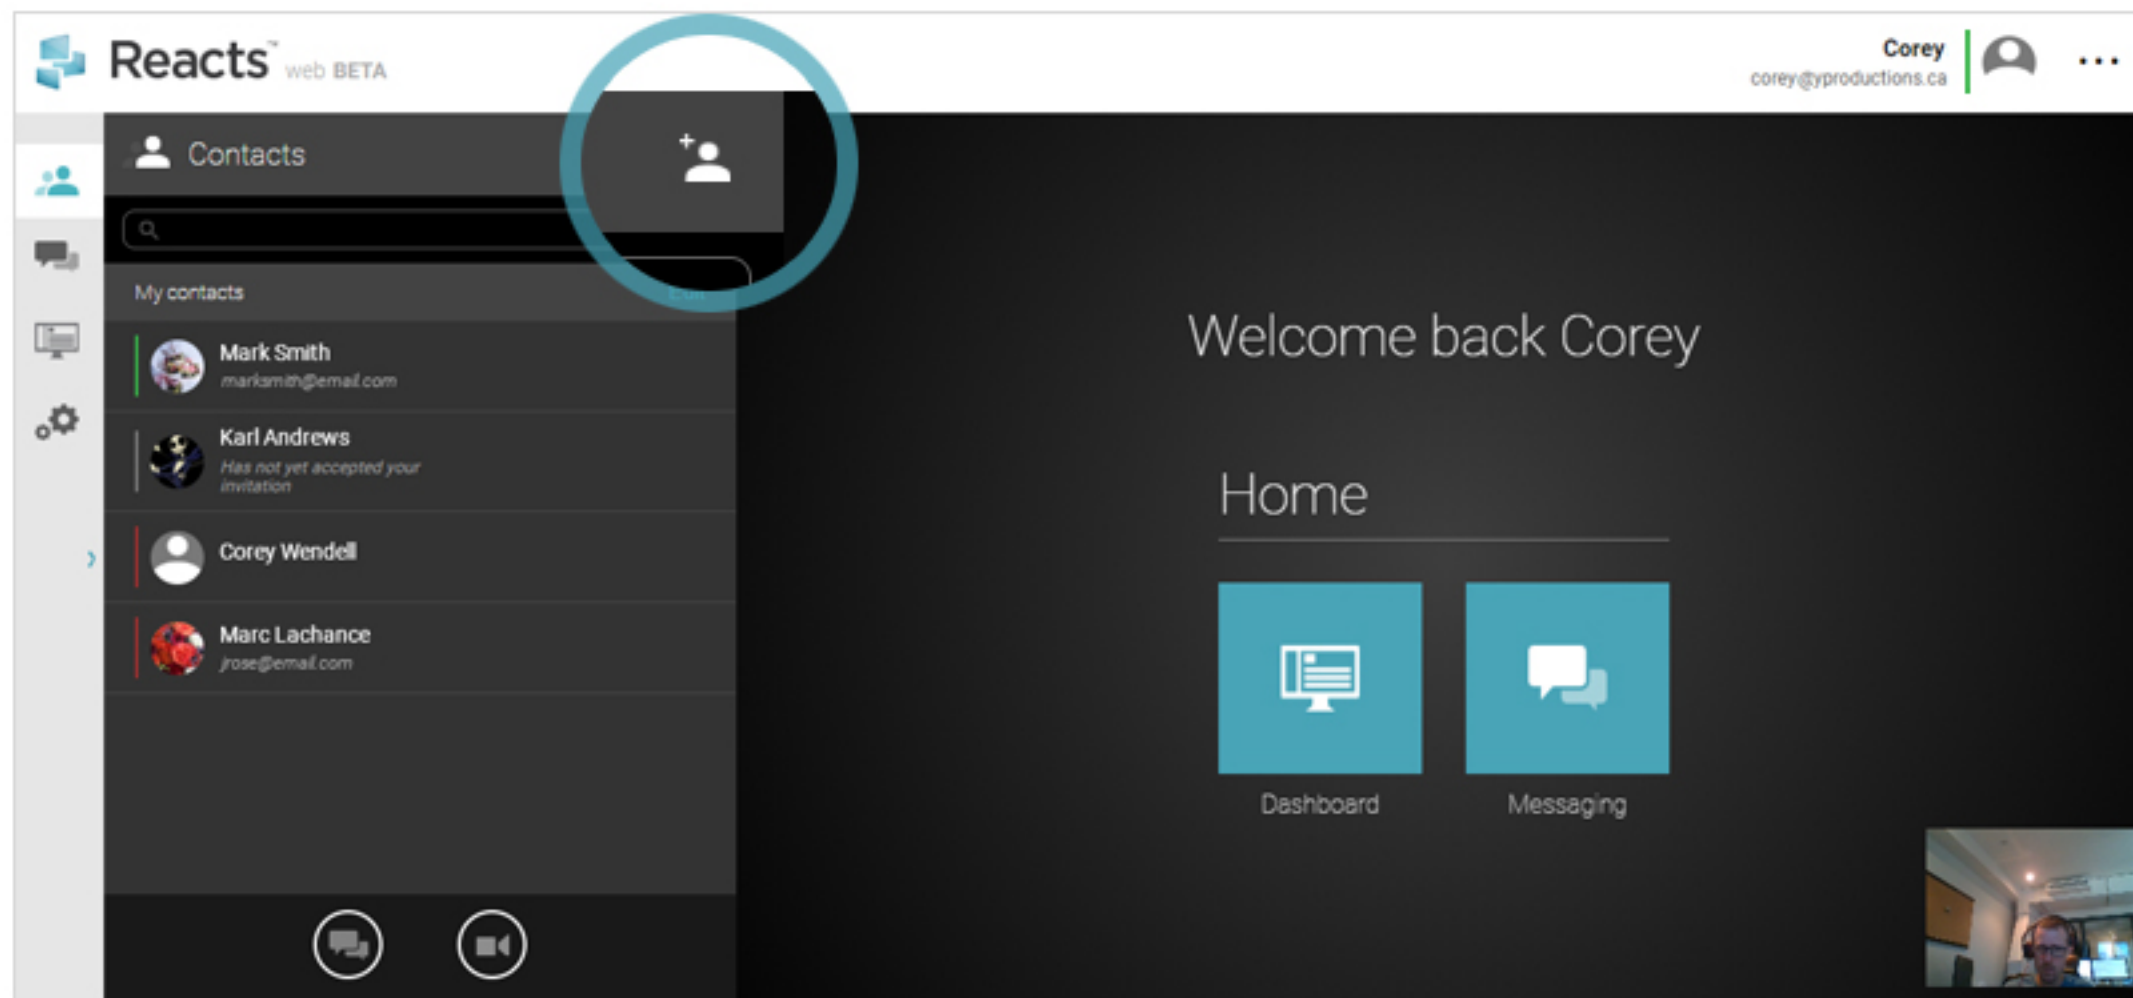 Reacts™ web BETA
Corey
corey@yproductions.ca
Contacts
My contacts
Mark Smith
marksmith@email.com
Karl Andrews
Has not yet accepted your
invitation
Corey Wendell
Marc Lachance
jrose@email.com
Welcome back Corey
Home
Dashboard
Messaging